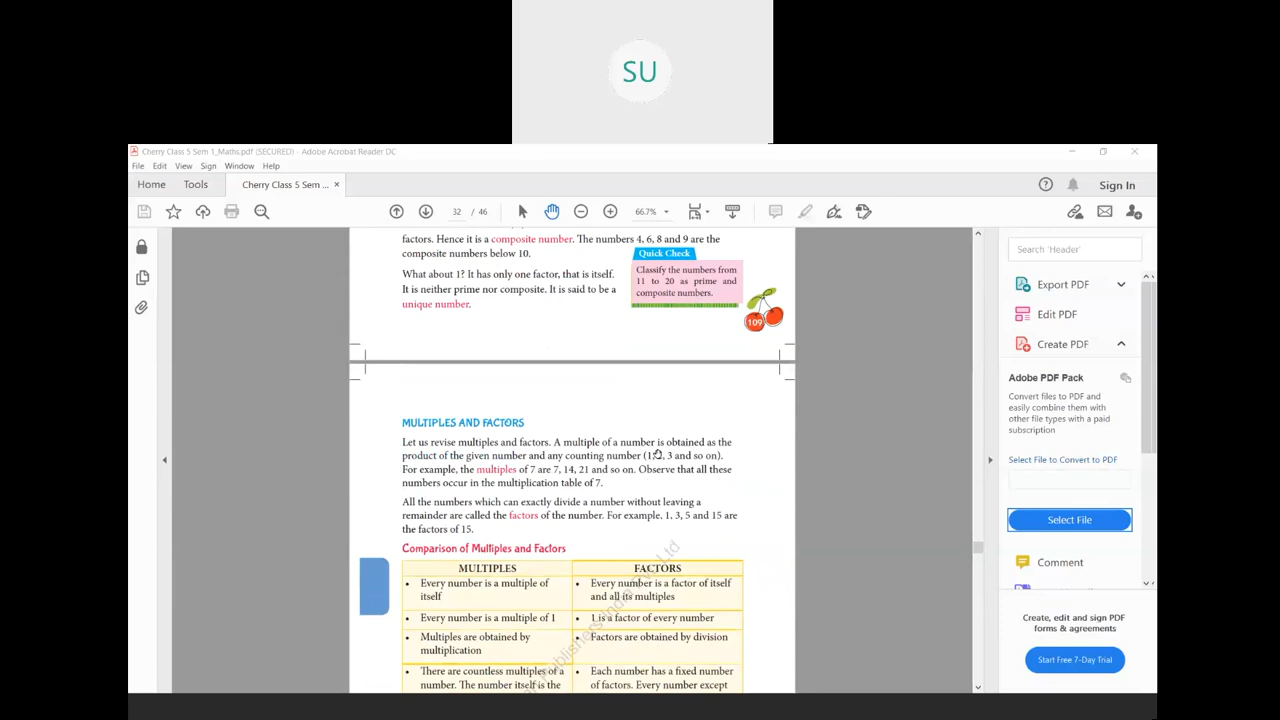 SU
Cherry Class 5 Sem 1_Maths.pdf (SECURED) - Adobe Acrobat Reader DC
File Edit View Sign Window Help
Home Tools Cherry Class 5 Sem ... × Sign In
32 / 46 66.7%
factors. Hence it is a composite number. The numbers 4, 6, 8 and 9 are the
composite numbers below 10.
What about 1? It has only one factor, that is itself.
It is neither prime nor composite. It is said to be a
unique number.
Quick Check
Classify the numbers from
11 to 20 as prime and
composite numbers.
109
MULTIPLES AND FACTORS
Let us revise multiples and factors. A multiple of a number is obtained as the
product of the given number and any counting number (1, 2, 3 and so on).
For example, the multiples of 7 are 7, 14, 21 and so on. Observe that all these
numbers occur in the multiplication table of 7.
All the numbers which can exactly divide a number without leaving a
remainder are called the factors of the number. For example, 1, 3, 5 and 15 are
the factors of 15.
Comparison of Multiples and Factors
MULTIPLES FACTORS
• Every number is a multiple of
itself
• Every number is a factor of itself
and all its multiples
• Every number is a multiple of 1
• 1 is a factor of every number
• Multiples are obtained by
multiplication
• Factors are obtained by division
• There are countless multiples of a
number. The number itself is the
• Each number has a fixed number
of factors. Every number except
Publishers India Pvt Ltd
Search 'Header'
Export PDF
Edit PDF
Create PDF
Adobe PDF Pack
Convert files to PDF and
easily combine them with
other file types with a paid
subscription
Select File to Convert to PDF
Select File
Comment
Create, edit and sign PDF
forms & agreements
Start Free 7-Day Trial